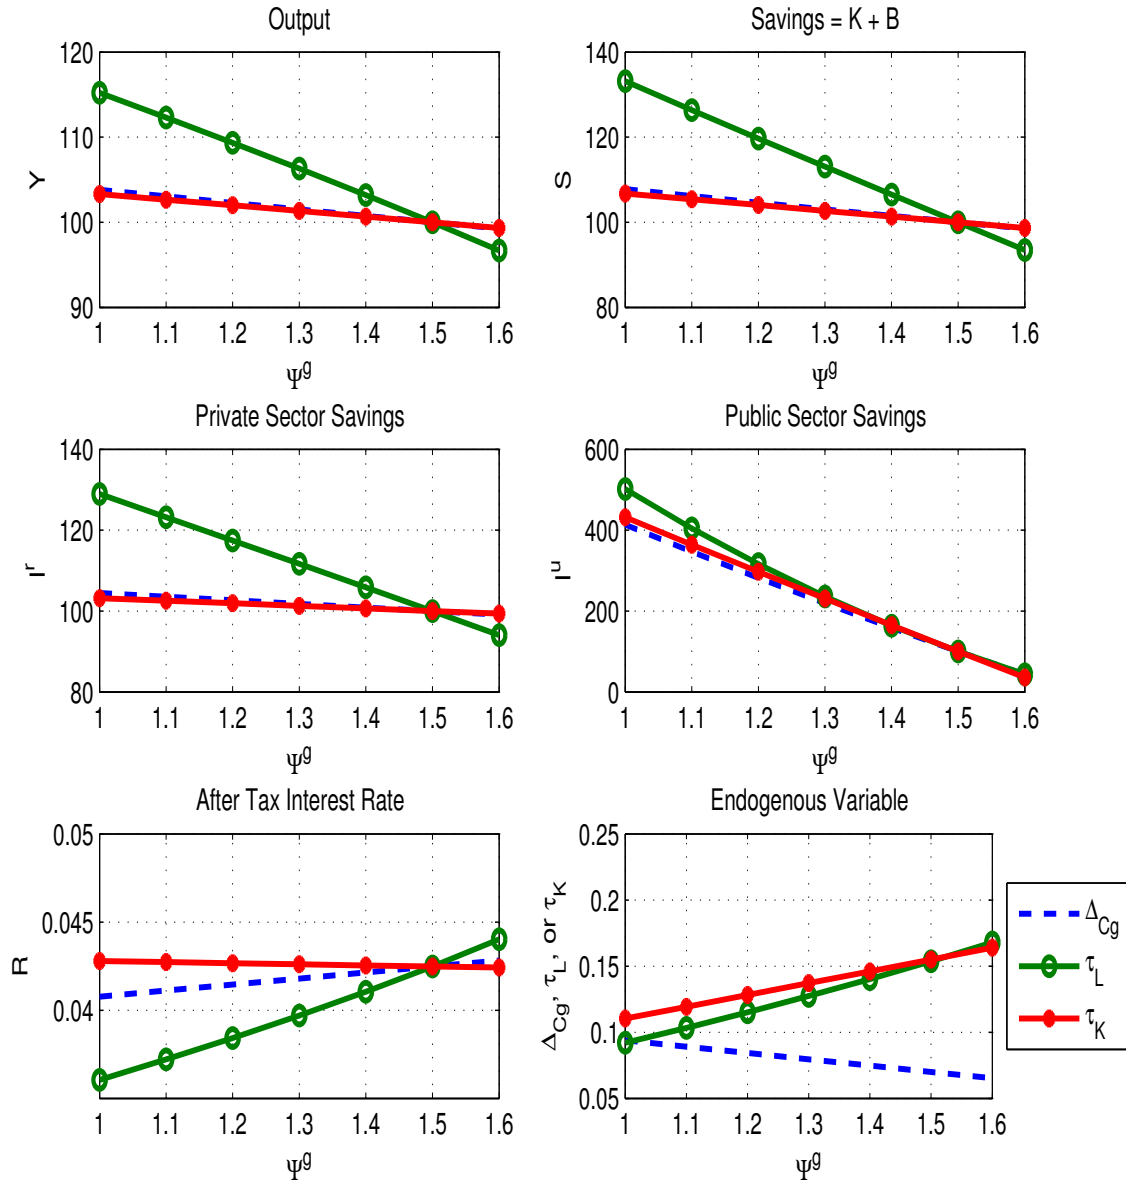 Output
120
110
100
90
Y
1 1.1 1.2 1.3 1.4 1.5 1.6
Ψ^g
Savings = K + B
140
120
100
80
S
1 1.1 1.2 1.3 1.4 1.5 1.6
Ψ^g
Private Sector Savings
140
120
100
80
I^r
1 1.1 1.2 1.3 1.4 1.5 1.6
Ψ^g
Public Sector Savings
600
400
200
0
I^u
1 1.1 1.2 1.3 1.4 1.5 1.6
Ψ^g
After Tax Interest Rate
0.05
0.045
0.04
R
1 1.1 1.2 1.3 1.4 1.5 1.6
Ψ^g
Endogenous Variable
0.25
0.2
0.15
0.1
0.05
Δ_Cg, τ_L, or τ_K
1 1.1 1.2 1.3 1.4 1.5 1.6
Ψ^g
Δ_Cg
τ_L
τ_K